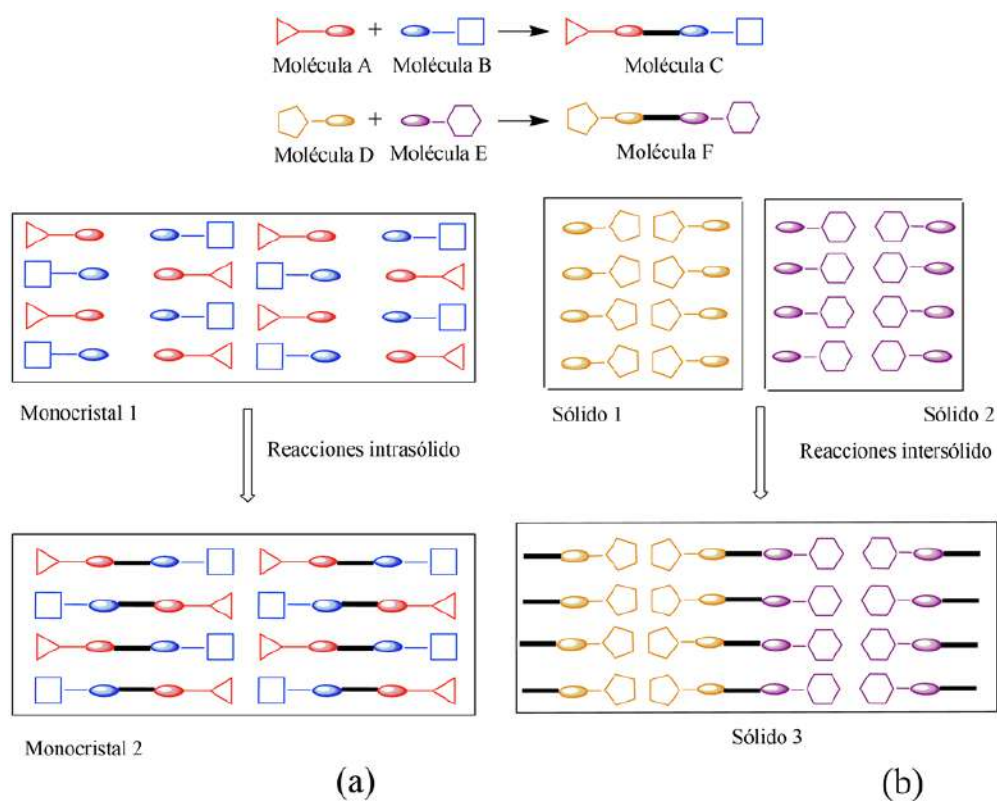 +
Molécula A
Molécula B
Molécula C
+
Molécula D
Molécula E
Molécula F
Monocristal 1
Sólido 1
Sólido 2
Reacciones intrasólido
Reacciones intersólido
Monocristal 2
Sólido 3
(a)
(b)